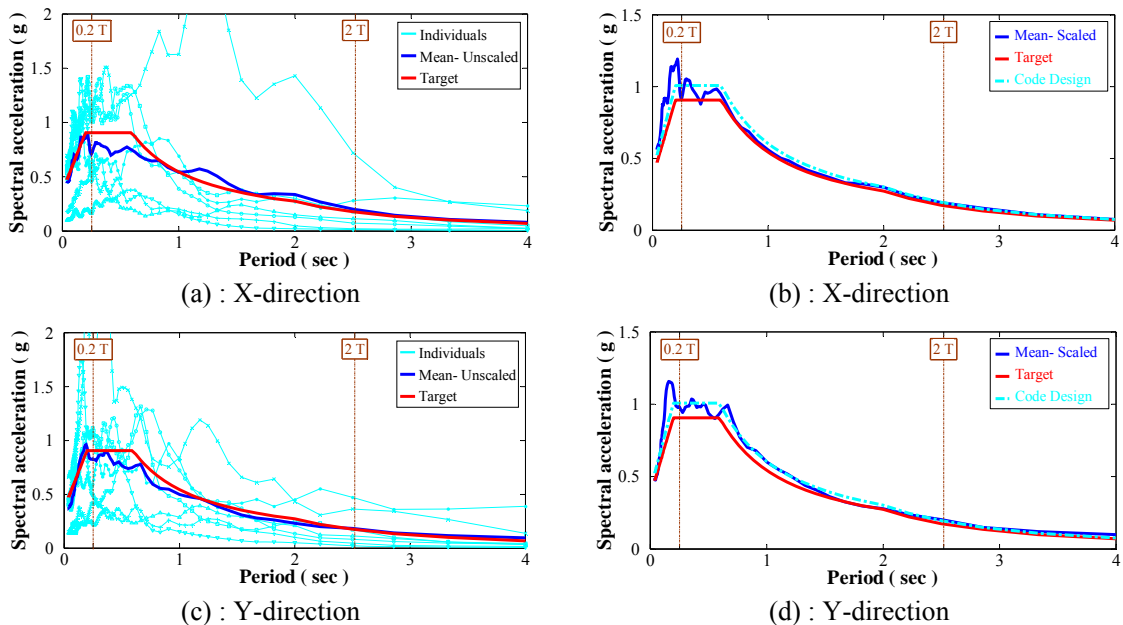 Spectral acceleration ( g )
2
1.5
1
0.5
0
0.2 T
2 T
Individuals
Mean- Unscaled
Target
0
1
2
3
4
Period ( sec )
(a) : X-direction
Spectral acceleration ( g )
1.5
1
0.5
0
0.2 T
2 T
Mean- Scaled
Target
Code Design
0
1
2
3
4
Period ( sec )
(b) : X-direction
Spectral acceleration ( g )
2
1.5
1
0.5
0
0.2 T
2 T
Individuals
Mean- Unscaled
Target
0
1
2
3
4
Period ( sec )
(c) : Y-direction
Spectral acceleration ( g )
1.5
1
0.5
0
0.2 T
2 T
Mean- Scaled
Target
Code Design
0
1
2
3
4
Period ( sec )
(d) : Y-direction